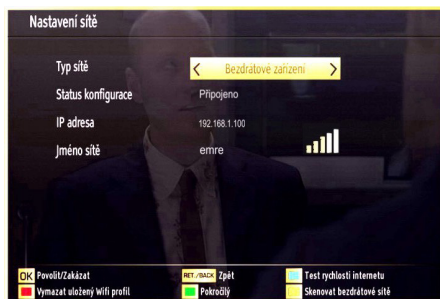 Nastavení sítě
Typ sítě
Bezdrátové zařízení
Status konfigurace
Připojeno
IP adresa
192.168.1.100
Jméno sítě
emre
OK Povolit/Zakázat
RET./BACK Zpět
Test rychlosti internetu
Vymazat uložený Wifi profil
Pokročilý
Skenovat bezdrátové sítě